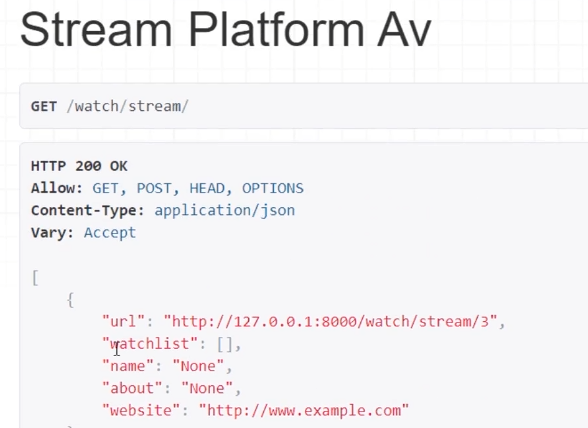 Stream Platform Av
GET /watch/stream/
HTTP 200 OK
Allow: GET, POST, HEAD, OPTIONS
Content-Type: application/json
Vary: Accept
[
{
"url": "http://127.0.0.1:8000/watch/stream/3",
"watchlist": [],
"name": "None",
"about": "None",
"website": "http://www.example.com"